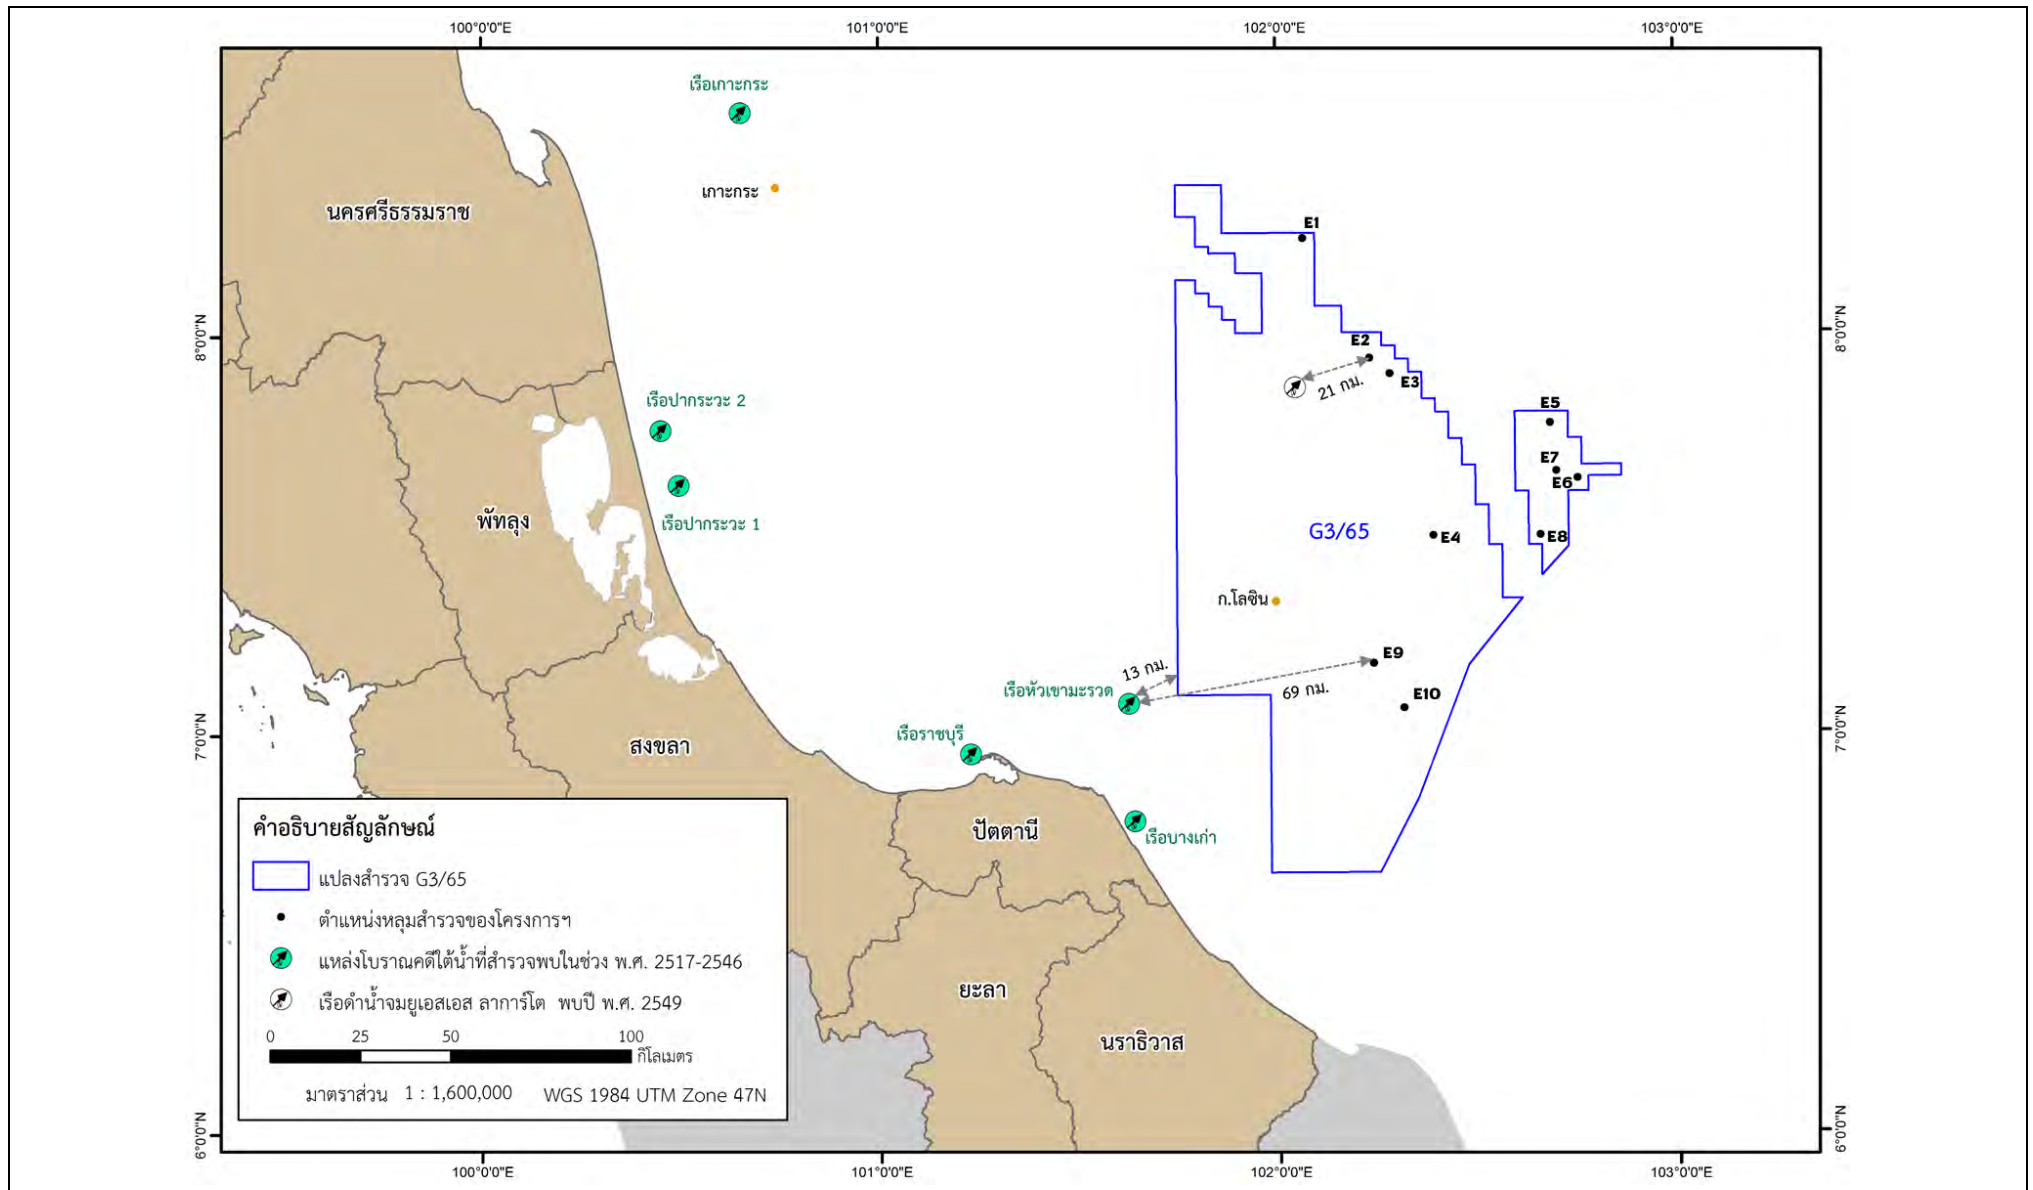 100°0'0"E
101°0'0"E
102°0'0"E
103°0'0"E
เรือเกาะกระ
เกาะกระ
นครศรีธรรมราช
E1
8°0'0"N
8°0'0"N
E2
21 กม.
E3
เรือปากระวะ 2
E5
E7
E6
พัทลุง
เรือปากระวะ 1
G3/65
E4
E8
ก.โลซิน
E9
13 กม.
เรือหัวเขามะรวด
69 กม.
E10
7°0'0"N
7°0'0"N
เรือราชบุรี
สงขลา
ปัตตานี
เรือบางเก่า
คำอธิบายสัญลักษณ์
แปลงสำรวจ G3/65
ตำแหน่งหลุมสำรวจของโครงการฯ
แหล่งโบราณคดีใต้น้ำที่สำรวจพบในช่วง พ.ศ. 2517-2546
เรือดำน้ำจมยูเอสเอส ลาการ์โต พบปี พ.ศ. 2549
0 25 50 100
กิโลเมตร
มาตราส่วน 1 : 1,600,000 WGS 1984 UTM Zone 47N
ยะลา
นราธิวาส
6°0'0"N
6°0'0"N
100°0'0"E
101°0'0"E
102°0'0"E
103°0'0"E